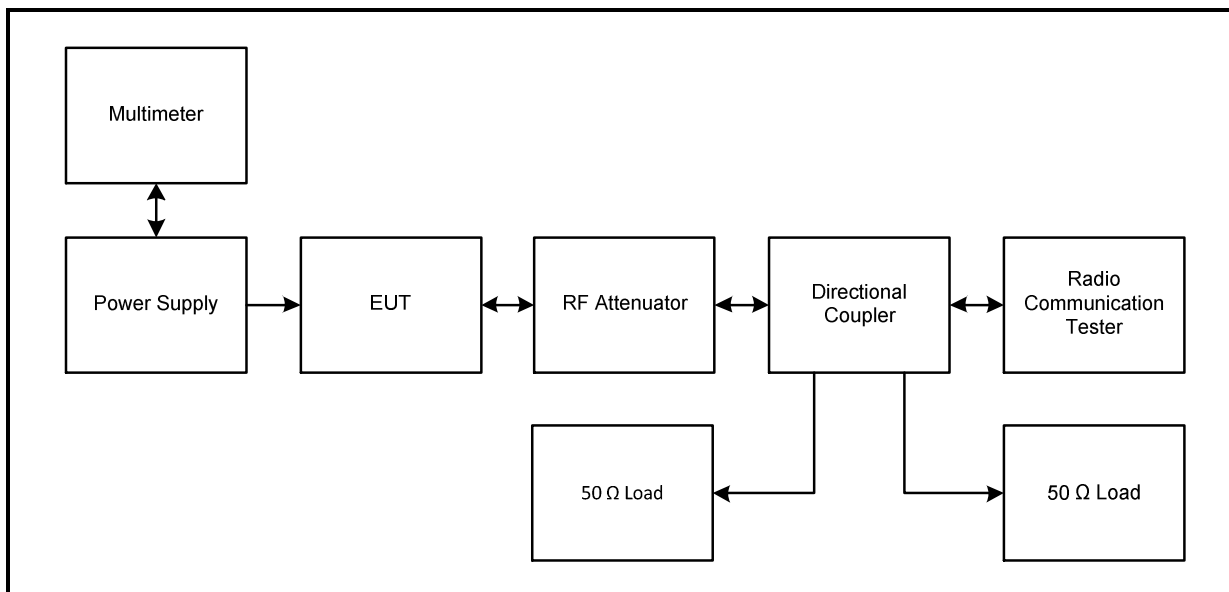 Multimeter
Power Supply
EUT
RF Attenuator
Directional
Coupler
Radio
Communication
Tester
50 Ω Load
50 Ω Load